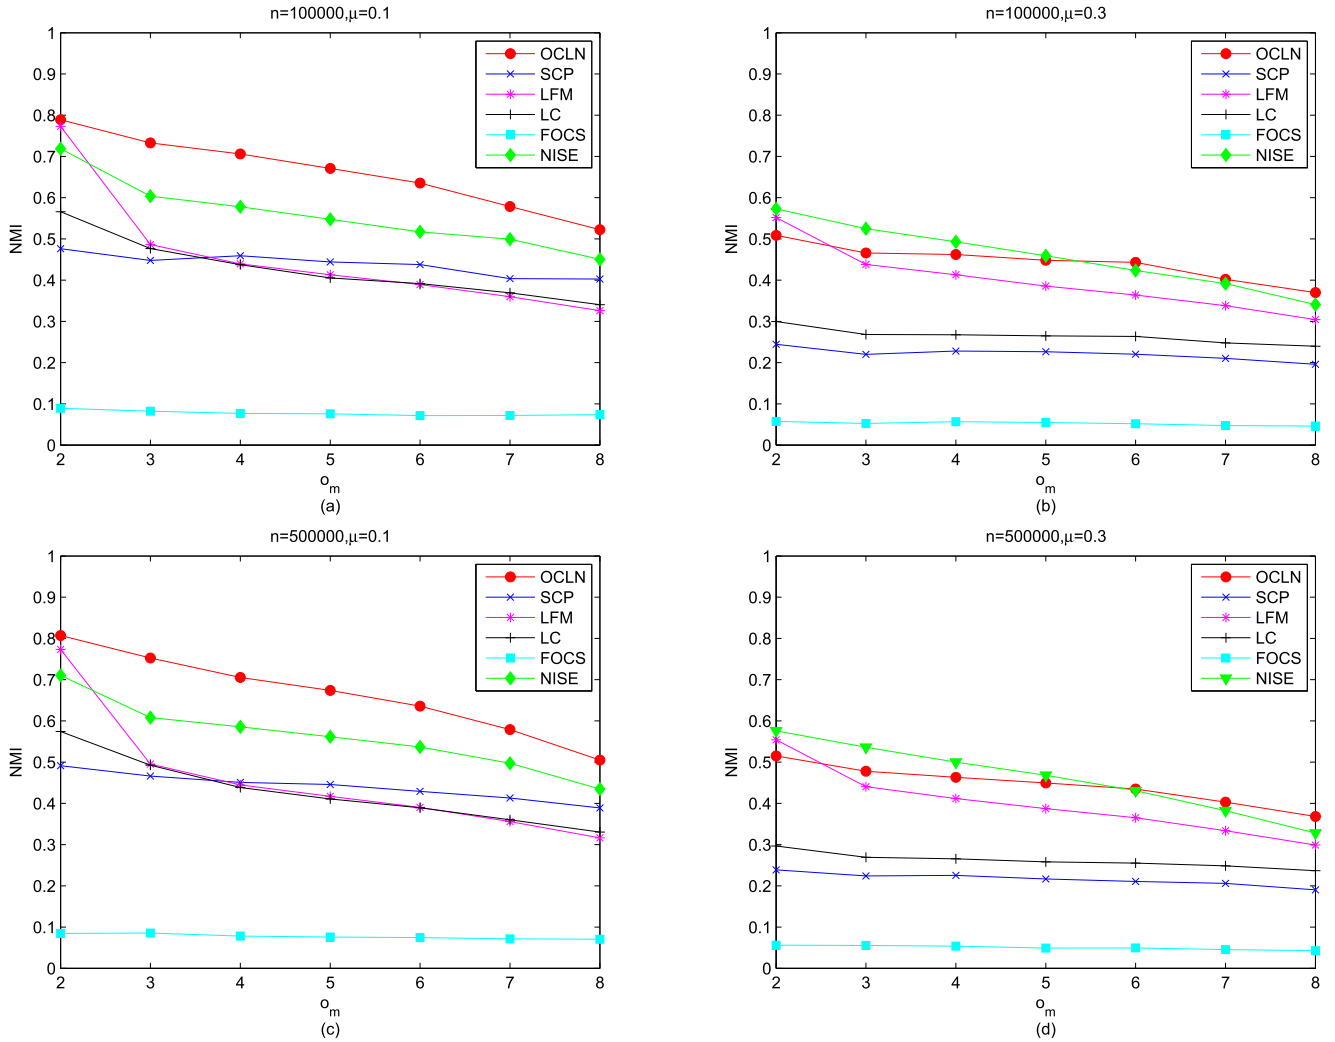 n=100000,μ=0.1
1
0.9
0.8
0.7
0.6
0.5
0.4
0.3
0.2
0.1
0
NMI
OCLN
SCP
LFM
LC
FOCS
NISE
2 3 4 5 6 7 8
o_m
(a)
n=100000,μ=0.3
1
0.9
0.8
0.7
0.6
0.5
0.4
0.3
0.2
0.1
0
NMI
OCLN
SCP
LFM
LC
FOCS
NISE
2 3 4 5 6 7 8
o_m
(b)
n=500000,μ=0.1
1
0.9
0.8
0.7
0.6
0.5
0.4
0.3
0.2
0.1
0
NMI
OCLN
SCP
LFM
LC
FOCS
NISE
2 3 4 5 6 7 8
o_m
(c)
n=500000,μ=0.3
1
0.9
0.8
0.7
0.6
0.5
0.4
0.3
0.2
0.1
0
NMI
OCLN
SCP
LFM
LC
FOCS
NISE
2 3 4 5 6 7 8
o_m
(d)